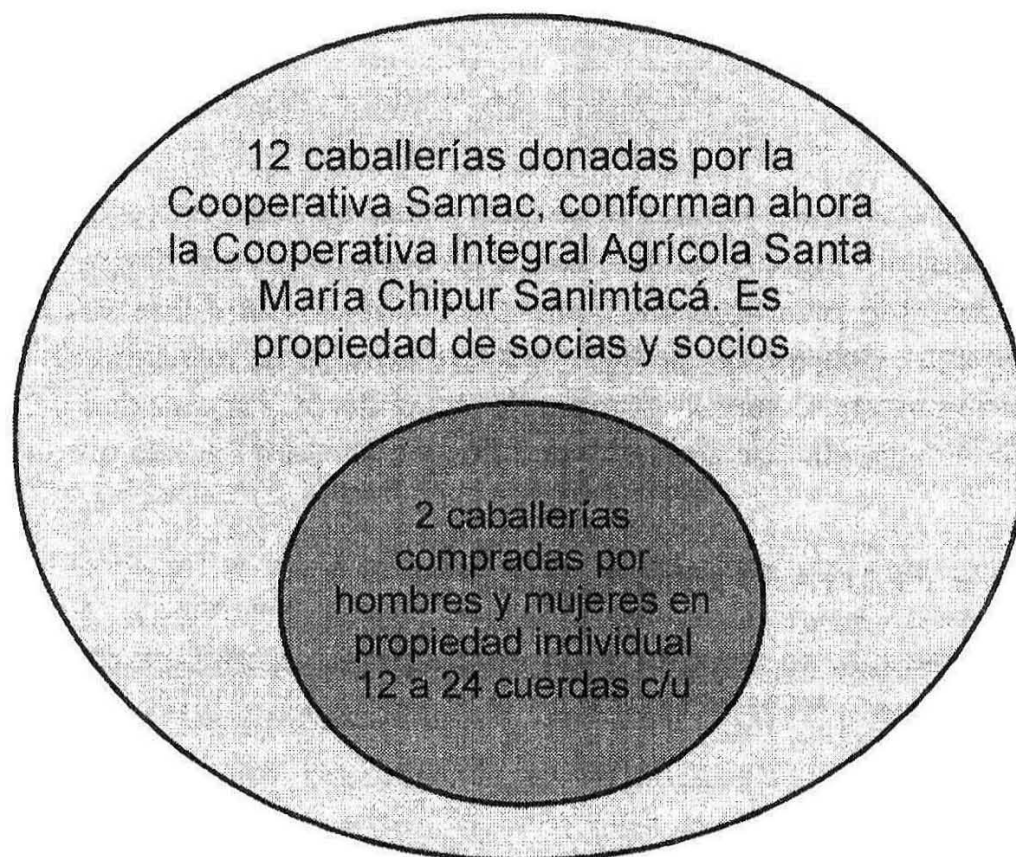 12 caballerías donadas por la
Cooperativa Samac, conforman ahora
la Cooperativa Integral Agrícola Santa
María Chipur Sanimtacá. Es
propiedad de socias y socios
2 caballerías
compradas por
hombres y mujeres en
propiedad individual
12 a 24 cuerdas c/u